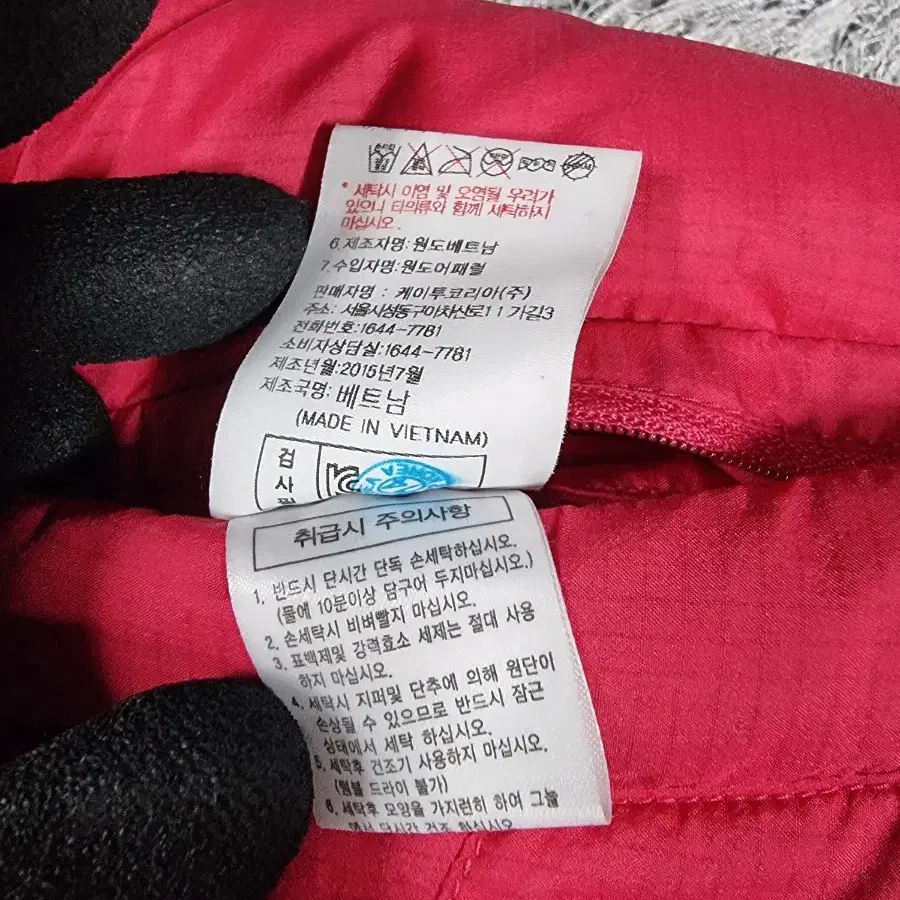 * 세탁시 이염 및 오염될 우려가
있으니 타의류와 함께 세탁하지
마십시오.
6.제조자명:원도베트남
7.수입자명:원도어패럴
판매자명 : 케이투코리아(주)
주소: 서울시성동구아차산로11가길3
전화번호:1644-7781
소비자상담실:1644-7781
제조년월:2015년7월
제조국명:베트남
(MADE IN VIETNAM)
검
사
KOREA
취급시 주의사항
1. 반드시 단시간 단독 손세탁하십시오.
(물에 10분이상 담구어 두지마십시오.)
2. 손세탁시 비벼빨지 마십시오.
3. 표백제및 강력효소 세제는 절대 사용
하지 마십시오.
4. 세탁시 지퍼및 단추에 의해 원단이
손상될 수 있으므로 반드시 잠근
상태에서 세탁 하십시오.
5. 세탁후 건조기 사용하지 마십시오.
(텀블 드라이 불가)
6. 세탁후 모양을 가지런히 하여 그늘
에서 단시간 건조 하십시오